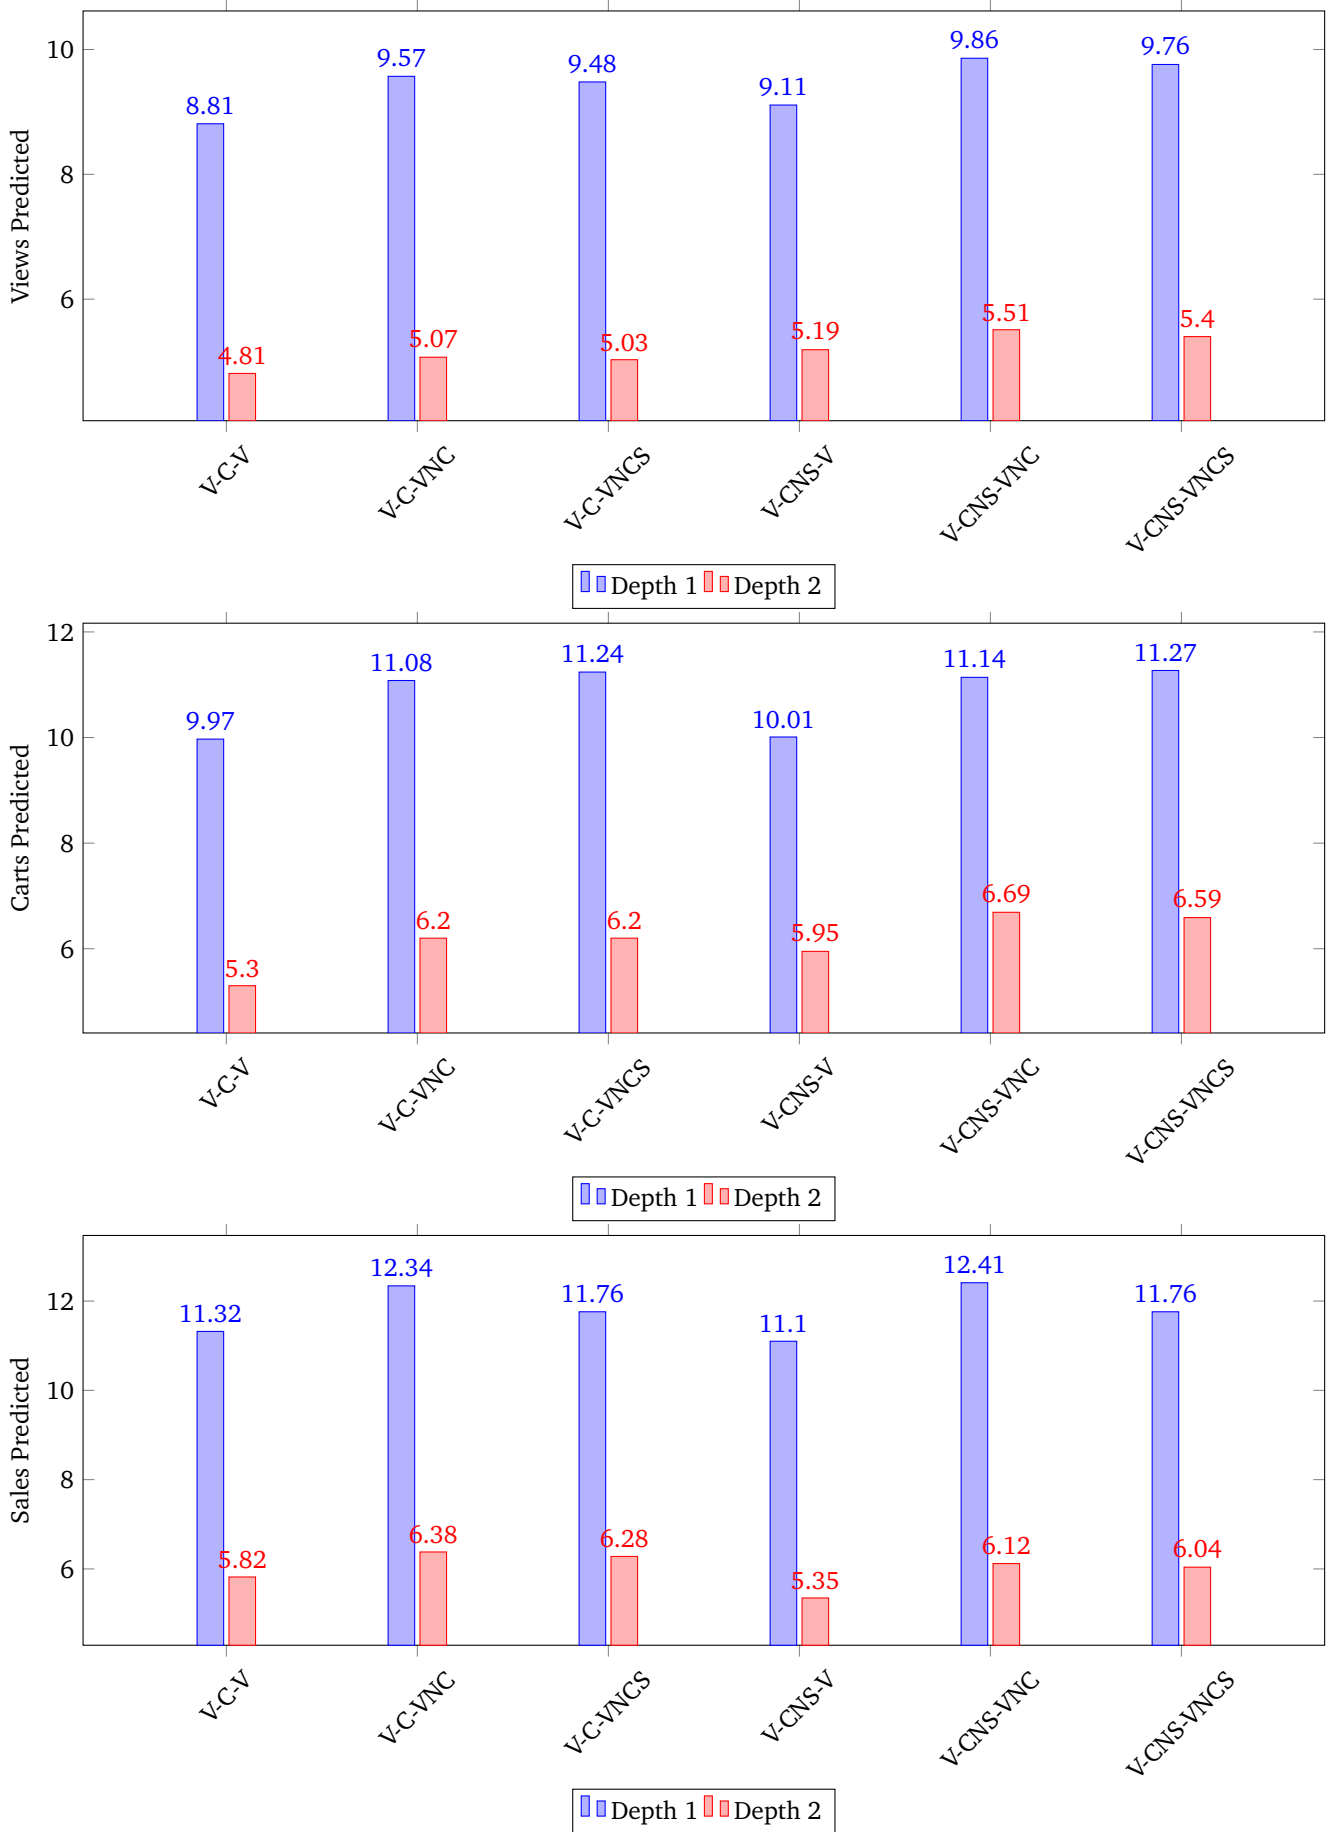 10
8
6
Views Predicted
8.81
9.57
9.48
9.11
9.86
9.76
4.81
5.07
5.03
5.19
5.51
5.4
V-C-V
V-C-VNC
V-C-VNCS
V-CNS-V
V-CNS-VNC
V-CNS-VNCS
Depth 1 Depth 2
12
10
8
6
Carts Predicted
9.97
11.08
11.24
10.01
11.14
11.27
5.3
6.2
6.2
5.95
6.69
6.59
V-C-V
V-C-VNC
V-C-VNCS
V-CNS-V
V-CNS-VNC
V-CNS-VNCS
Depth 1 Depth 2
12
10
8
6
Sales Predicted
11.32
12.34
11.76
11.1
12.41
11.76
5.82
6.38
6.28
5.35
6.12
6.04
V-C-V
V-C-VNC
V-C-VNCS
V-CNS-V
V-CNS-VNC
V-CNS-VNCS
Depth 1 Depth 2